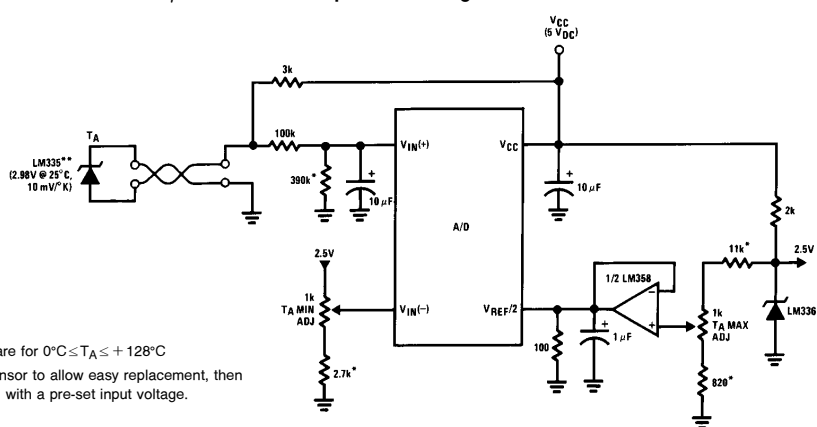 VCC
(5 VDC)
3k
TA
100k
LM335**
(2.98V @ 25°C,
10 mV/°K)
390k*
+
10 µF
VIN(+)
VCC
A/D
+
10 µF
2k
11k*
2.5V
1/2 LM358
−
+
LM336
2.5V
1k
TA MIN
ADJ
VIN(−)
VREF/2
100
+
1 µF
1k
TA MAX
ADJ
2.7k*
820*
are for 0°C≤TA≤+128°C
nsor to allow easy replacement, then
with a pre-set input voltage.